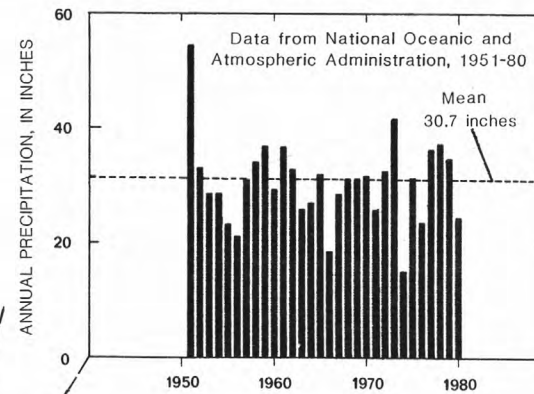 60
Data from National Oceanic and
Atmospheric Administration, 1951-80
Mean
30.7 inches
40
20
0
ANNUAL PRECIPITATION, IN INCHES
1950
1960
1970
1980